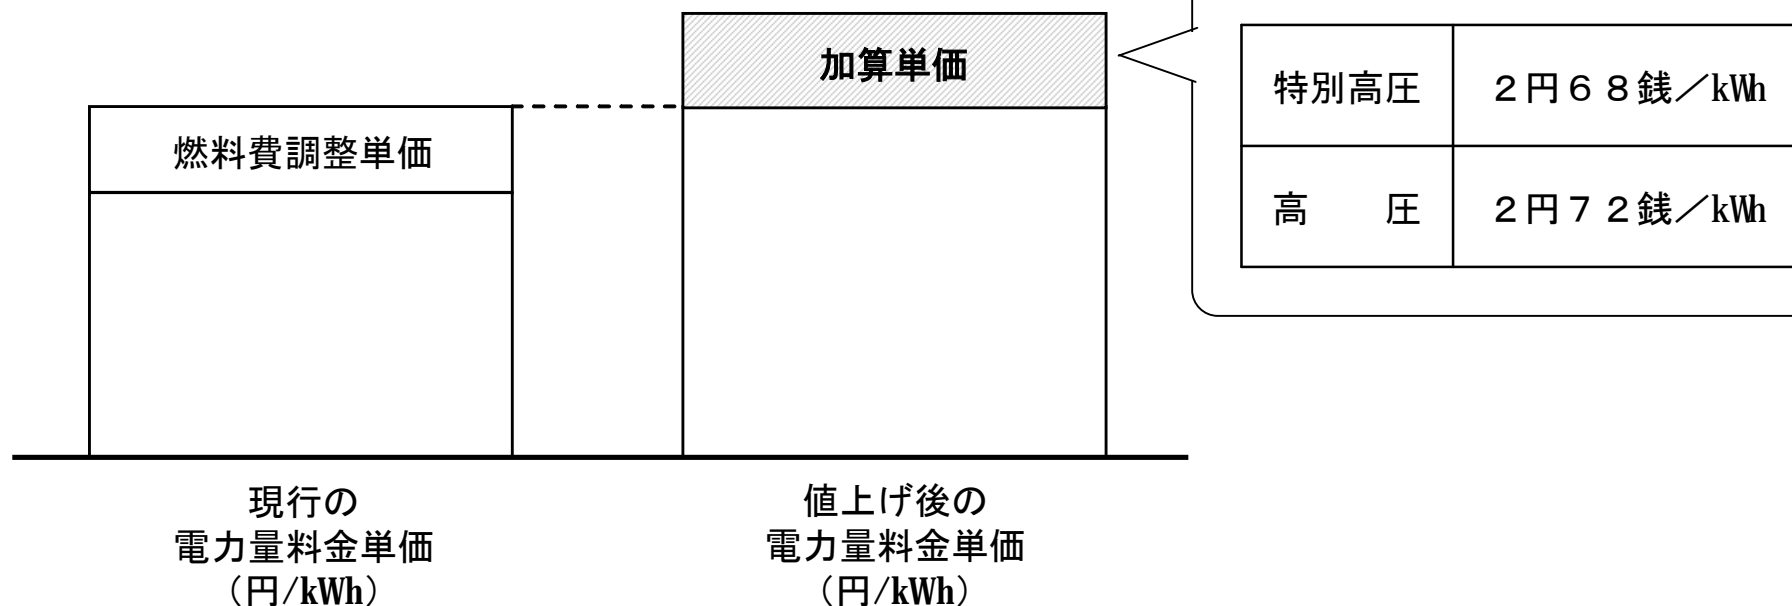 加算単価
特別高圧 2円68銭/kWh
高　　圧 2円72銭/kWh
燃料費調整単価
現行の
電力量料金単価
(円/kWh)
値上げ後の
電力量料金単価
(円/kWh)